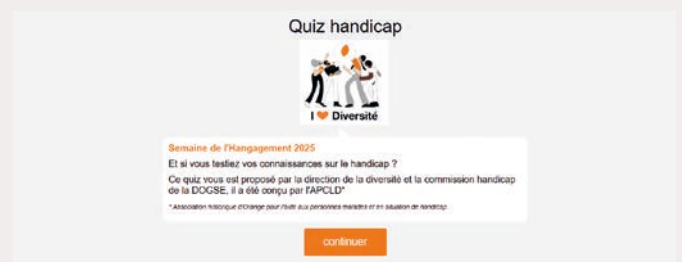 Quiz handicap
I ❤ Diversité
Semaine de l'Hangagement 2025
Et si vous testiez vos connaissances sur le handicap ?
Ce quiz vous est proposé par la direction de la diversité et la commission handicap
de la DOGSE, il a été conçu par l'APCLD*
* Association historique d'Orange pour l'aide aux personnes malades et en situation de handicap.
continuer